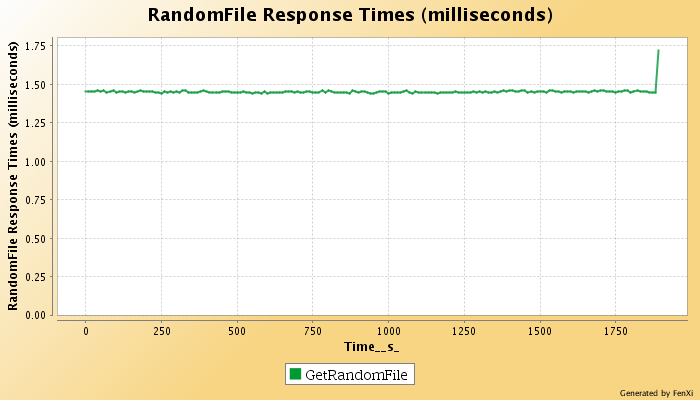 RandomFile Response Times (milliseconds)
RandomFile Response Times (milliseconds)
1.75
1.50
1.25
1.00
0.75
0.50
0.25
0.00
0 250 500 750 1000 1250 1500 1750
Time__s_
GetRandomFile
Generated by FenXi